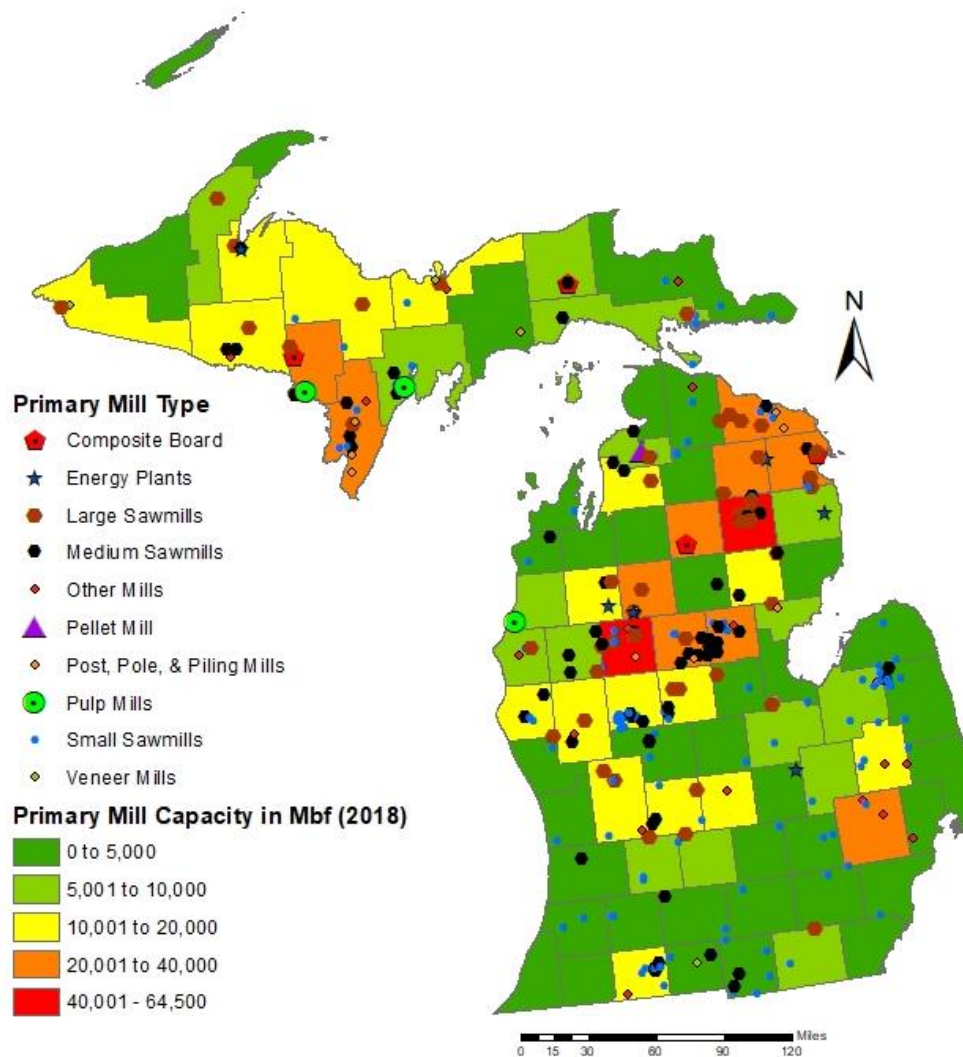 N
Primary Mill Type
Composite Board
Energy Plants
Large Sawmills
Medium Sawmills
Other Mills
Pellet Mill
Post, Pole, & Piling Mills
Pulp Mills
Small Sawmills
Veneer Mills
Primary Mill Capacity in Mbf (2018)
0 to 5,000
5,001 to 10,000
10,001 to 20,000
20,001 to 40,000
40,001 - 64,500
Miles
0 15 30 60 90 120